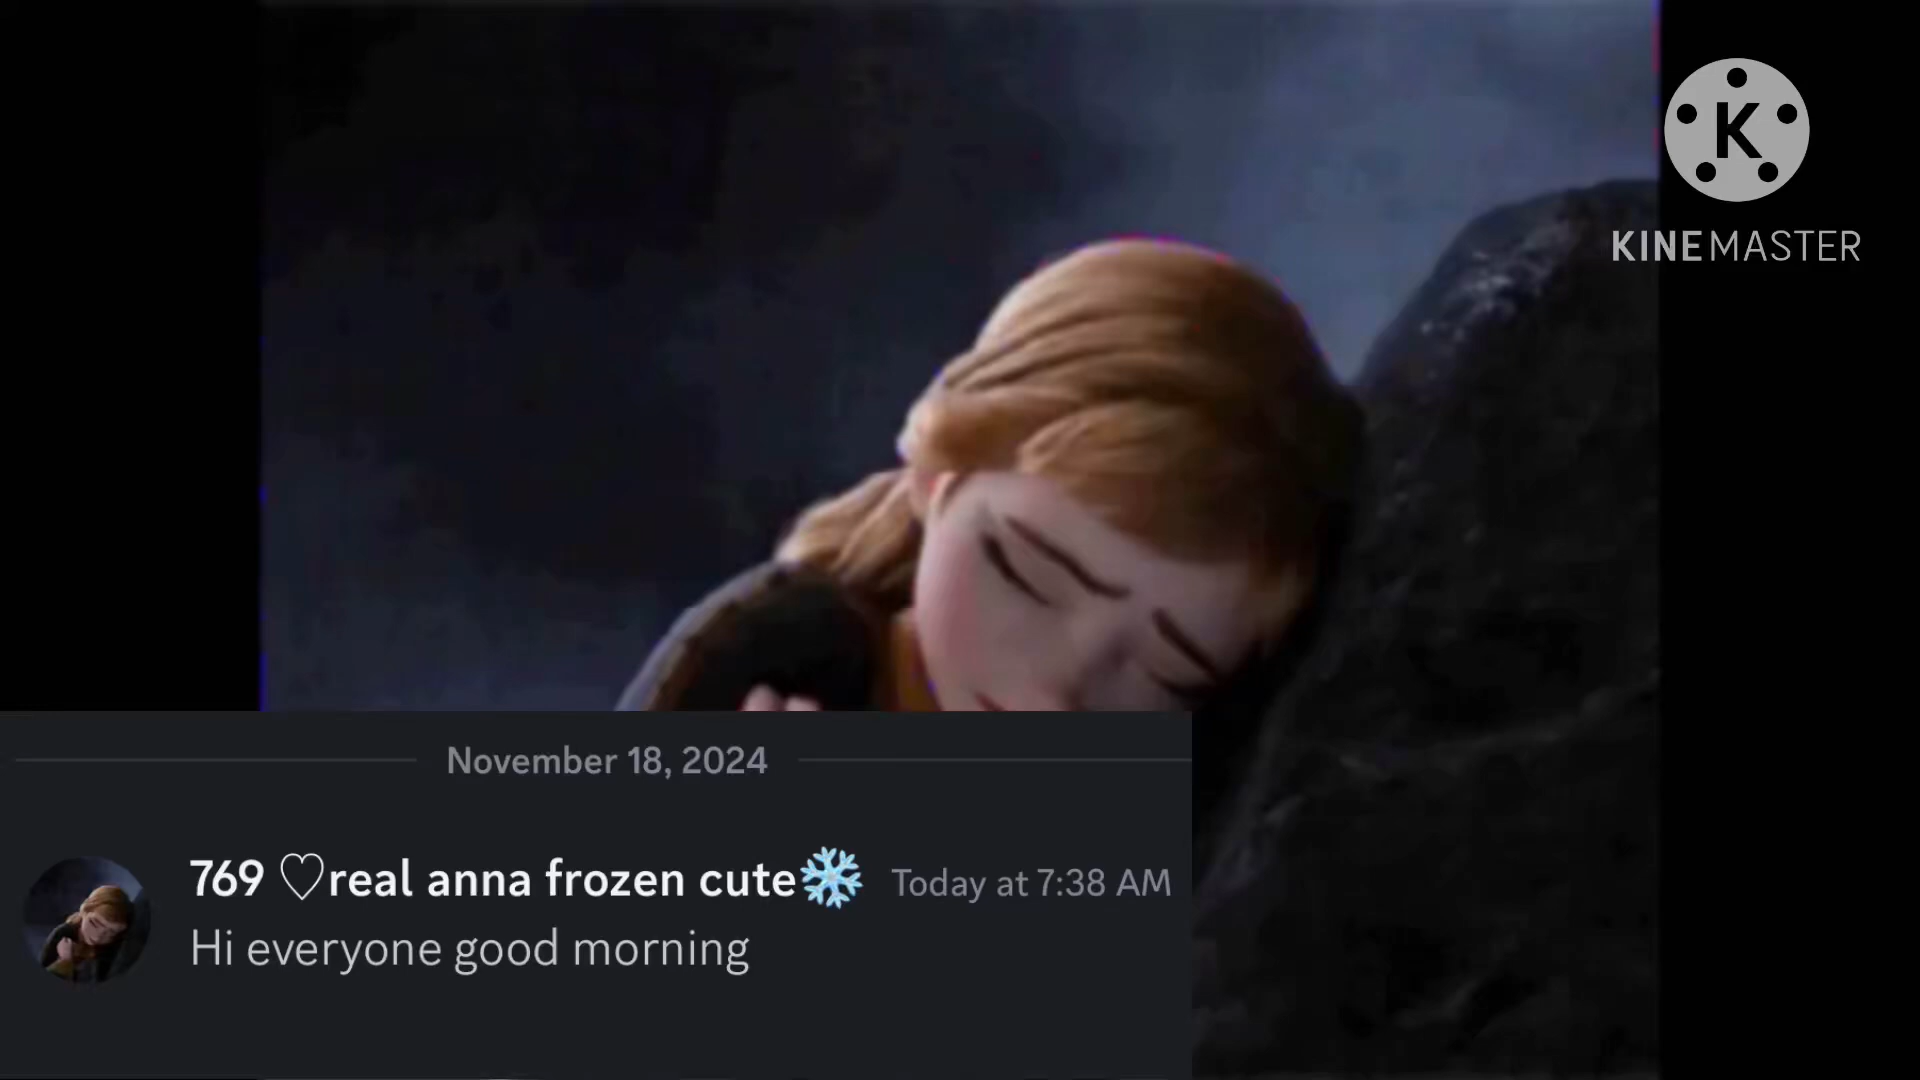 K
KINEMASTER
November 18, 2024
769 ♡real anna frozen cute❄️ Today at 7:38 AM
Hi everyone good morning